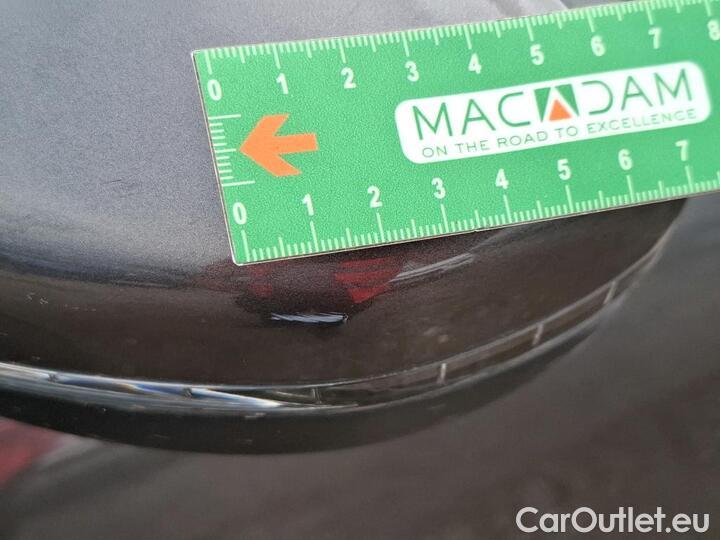 0 1 2 3 4 5 6 7 8
MACADAM
ON THE ROAD TO EXCELLENCE
0 1 2 3 4 5 6 7
CarOutlet.eu